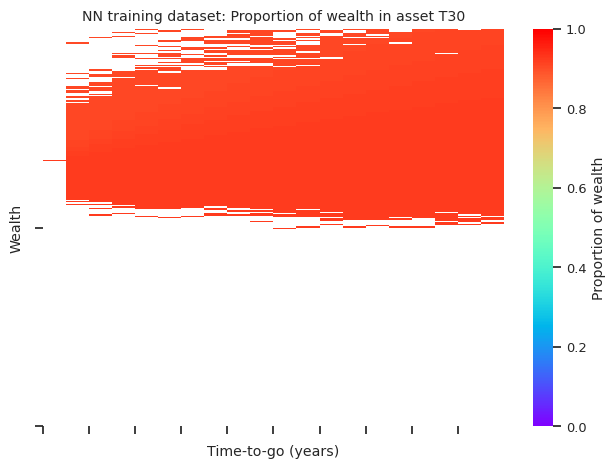 NN training dataset: Proportion of wealth in asset T30
Wealth
Time-to-go (years)
1.0
0.8
0.6
0.4
0.2
0.0
Proportion of wealth